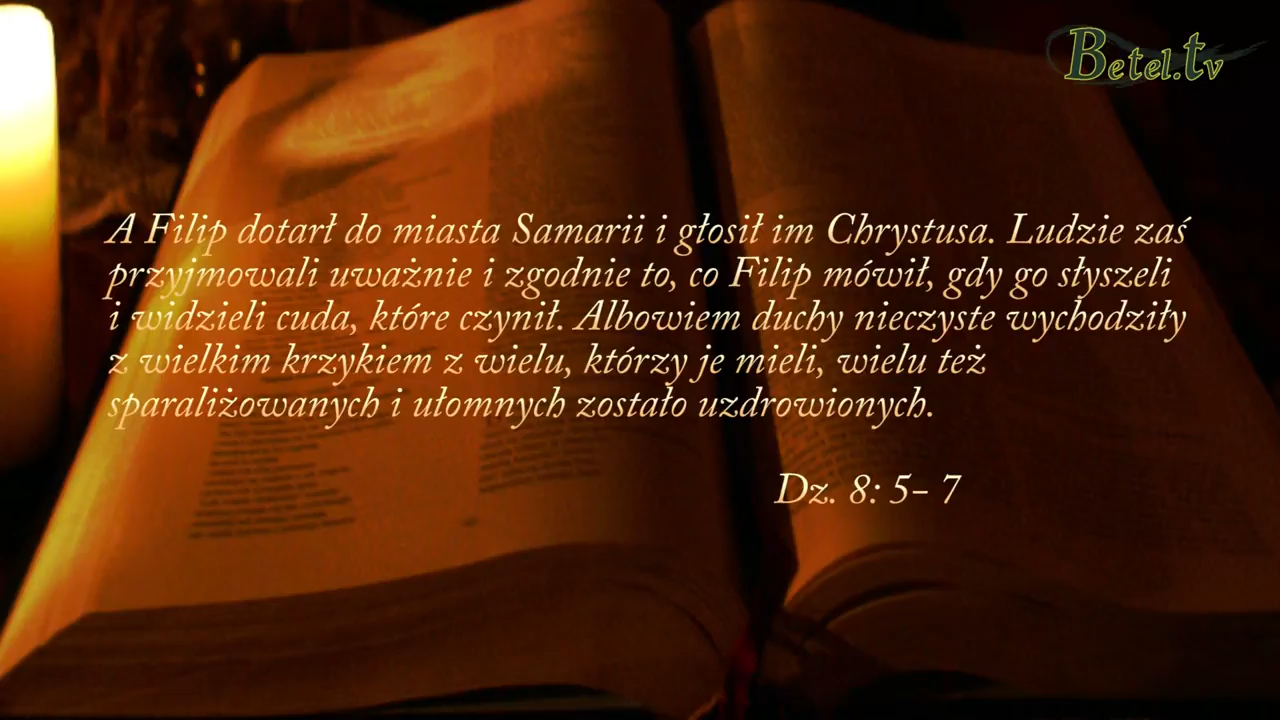 Betel.tv
A Filip dotarł do miasta Samarii i głosił im Chrystusa. Ludzie zaś
przyjmowali uważnie i zgodnie to, co Filip mówił, gdy go słyszeli
i widzieli cuda, które czynił. Albowiem duchy nieczyste wychodziły
z wielkim krzykiem z wielu, którzy je mieli, wielu też
sparaliżowanych i ułomnych zostało uzdrowionych.
Dz. 8: 5- 7